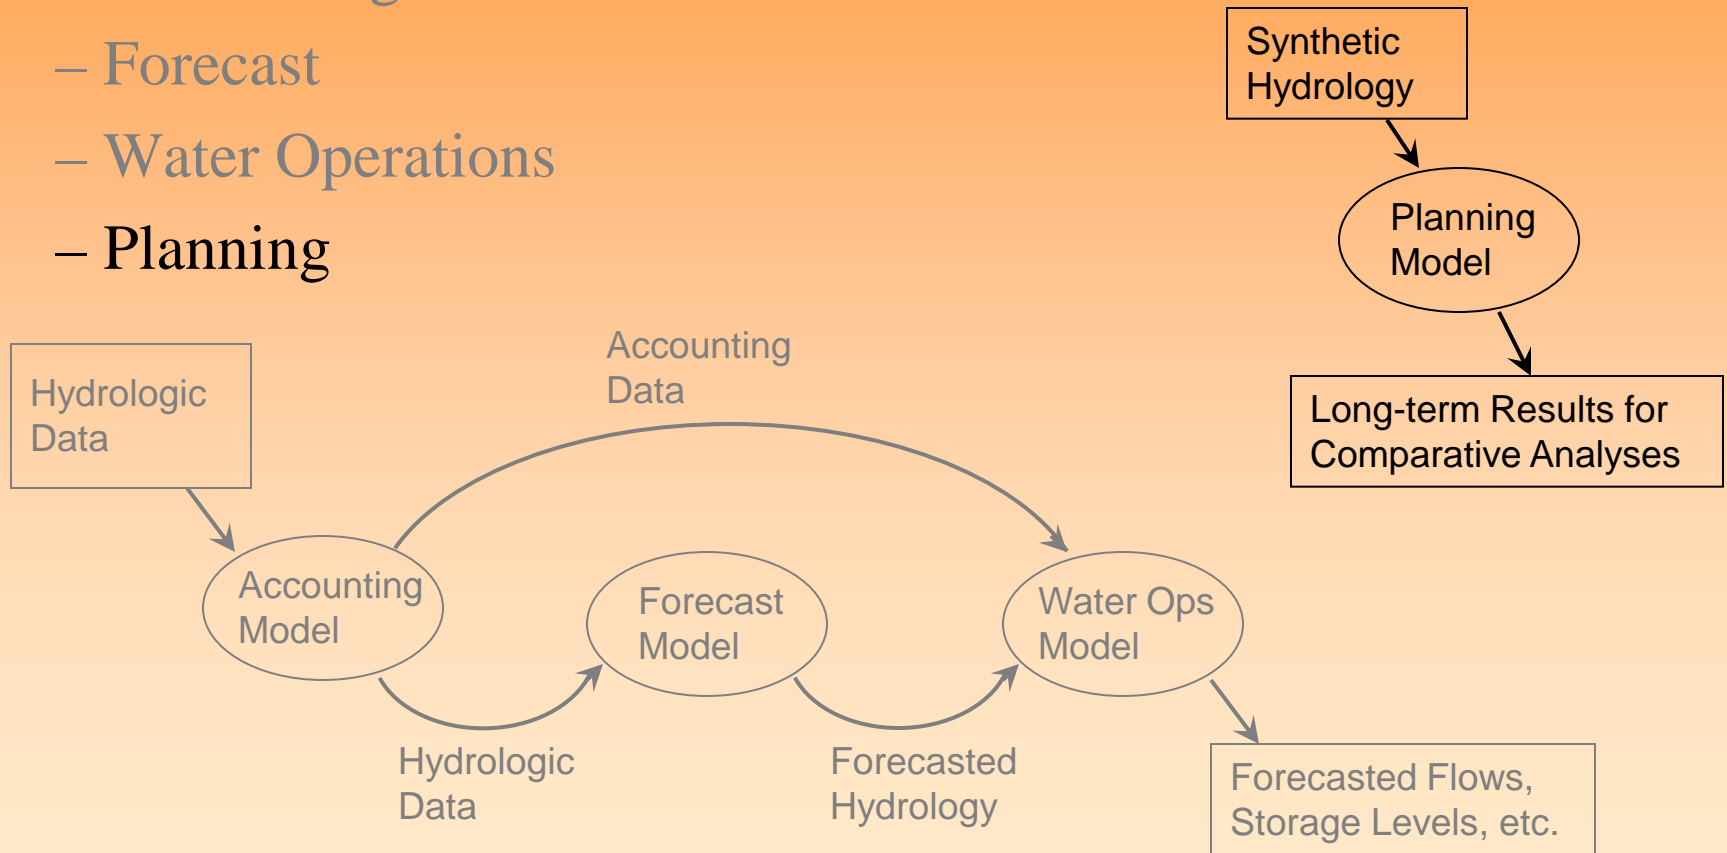 – Forecast
– Water Operations
– Planning
Synthetic
Hydrology
Planning
Model
Long-term Results for
Comparative Analyses
Accounting
Data
Hydrologic
Data
Accounting
Model
Forecast
Model
Water Ops
Model
Hydrologic
Data
Forecasted
Hydrology
Forecasted Flows,
Storage Levels, etc.